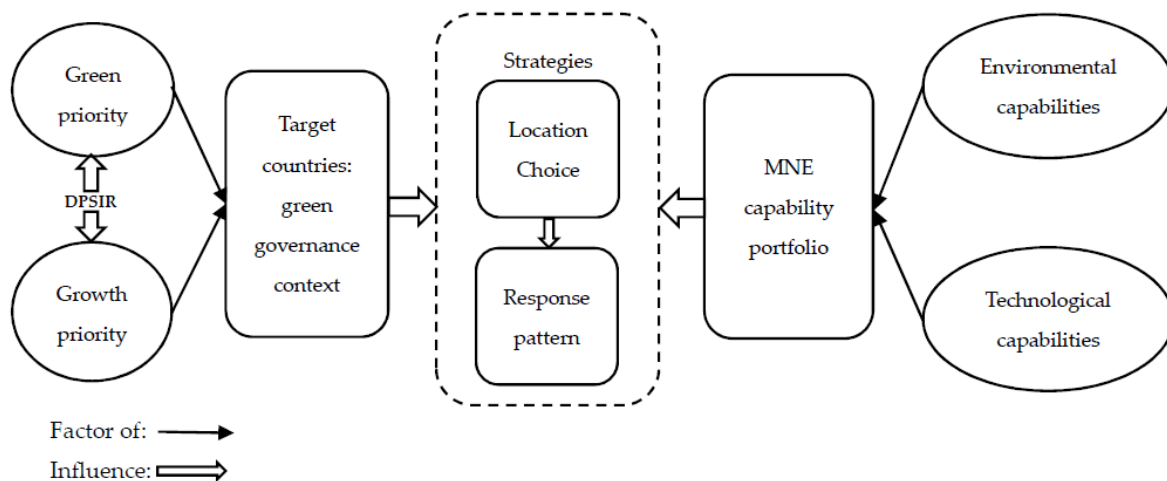 Green
priority
DPSIR
Growth
priority
Target
countries:
green
governance
context
Strategies
Location
Choice
Response
pattern
MNE
capability
portfolio
Environmental
capabilities
Technological
capabilities
Factor of:
Influence: